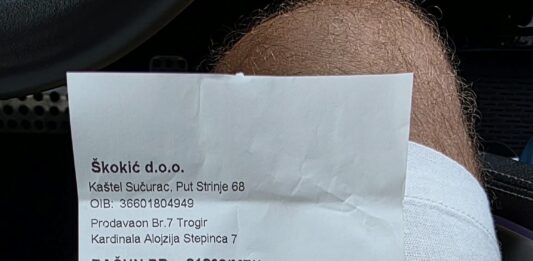 Škokić d.o.o.
Kaštel Sučurac, Put Strinje 68
OIB: 36601804949
Prodavaon Br.7 Trogir
Kardinala Alojzija Stepinca 7